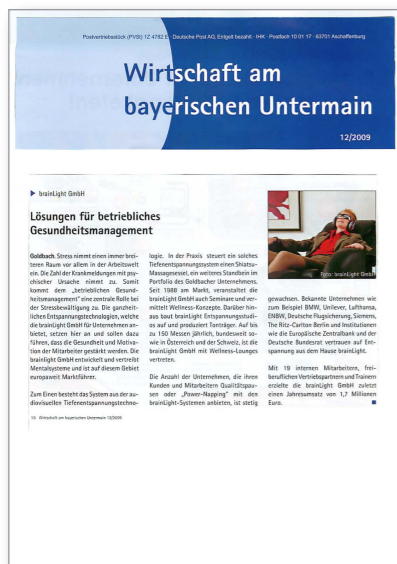 Postvertriebsstück (PVSt) 1Z 4782 E · Deutsche Post AG, Entgelt bezahlt · IHK · Postfach 10 01 17 · 63701 Aschaffenburg
Wirtschaft am
bayerischen Untermain
12/2009
brainLight GmbH
Lösungen für betriebliches
Gesundheitsmanagement
Goldbach. Stress nimmt einen immer brei-
teren Raum vor allem in der Arbeitswelt
ein. Die Zahl der Krankmeldungen mit psy-
chischer Ursache nimmt zu. Somit
kommt dem „betrieblichen Gesund-
heitsmanagement" eine zentrale Rolle bei
der Stressbewältigung zu. Die ganzheit-
lichen Entspannungstechnologien, welche
die brainLight GmbH für Unternehmen an-
bietet, setzen hier an und sollen dazu
führen, dass die Gesundheit und Motiva-
tion der Mitarbeiter gestärkt werden. Die
brainlight GmbH entwickelt und vertreibt
Mentalsysteme und ist auf diesem Gebiet
europaweit Marktführer.
Zum Einen besteht das System aus der au-
diovisuellen Tiefenentspannungstechno-
logie. In der Praxis steuert ein solches
Tiefenentspannungssystem einen Shiatsu-
Massagesessel, ein weiteres Standbein im
Portfolio des Goldbacher Unternehmens.
Seit 1988 am Markt, veranstaltet die
brainLight GmbH auch Seminare und ver-
mittelt Wellness-Konzepte. Darüber hin-
aus baut brainLight Entspannungsstudi-
os auf und produziert Tonträger. Auf bis
zu 150 Messen jährlich, bundesweit so-
wie in Österreich und der Schweiz, ist die
brainLight GmbH mit Wellness-Lounges
vertreten.
Die Anzahl der Unternehmen, die ihren
Kunden und Mitarbeitern Qualitätspau-
sen oder „Power-Napping" mit den
brainLight-Systemen anbieten, ist stetig
Foto: brainLight GmbH
gewachsen. Bekannte Unternehmen wie
zum Beispiel BMW, Unilever, Lufthansa,
ENBW, Deutsche Flugsicherung, Siemens,
The Ritz-Carlton Berlin und Institutionen
wie die Europäische Zentralbank und der
Deutsche Bundesrat vertrauen auf Ent-
spannung aus dem Hause brainLight.
Mit 19 internen Mitarbeitern, frei-
beruflichen Vertriebspartnern und Trainern
erzielte die brainLight GmbH zuletzt
einen Jahresumsatz von 1,7 Millionen
Euro.
Wirtschaft am bayerischen Untermain 12/2009